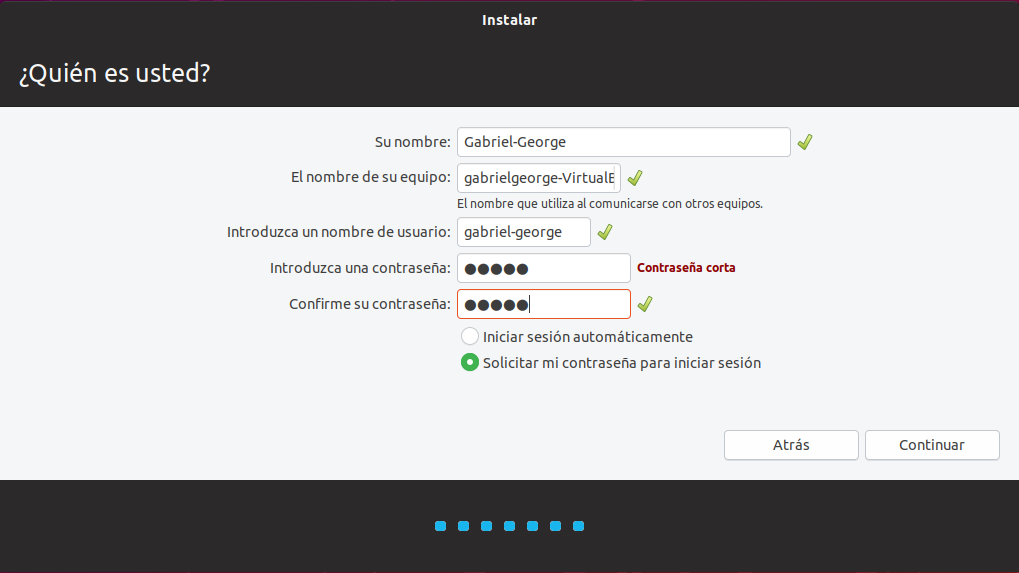 Instalar
¿Quién es usted?
Su nombre: Gabriel-George
El nombre de su equipo: gabrielgeorge-VirtualB
El nombre que utiliza al comunicarse con otros equipos.
Introduzca un nombre de usuario: gabriel-george
Introduzca una contraseña: ●●●●● Contraseña corta
Confirme su contraseña: ●●●●●
Iniciar sesión automáticamente
Solicitar mi contraseña para iniciar sesión
Atrás Continuar